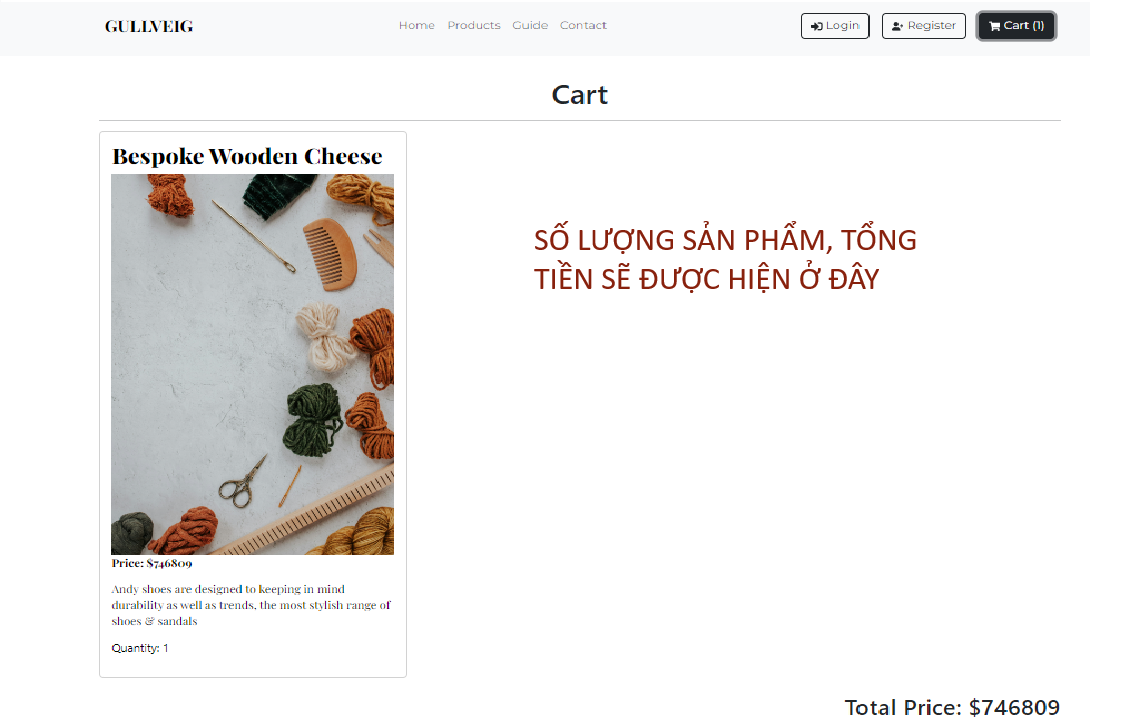 GULLVEIG
Home Products Guide Contact
Login Register Cart (1)
Cart
Bespoke Wooden Cheese
SỐ LƯỢNG SẢN PHẨM, TỔNG
TIỀN SẼ ĐƯỢC HIỆN Ở ĐÂY
Price: $746809
Andy shoes are designed to keeping in mind
durability as well as trends, the most stylish range of
shoes & sandals
Quantity: 1
Total Price: $746809